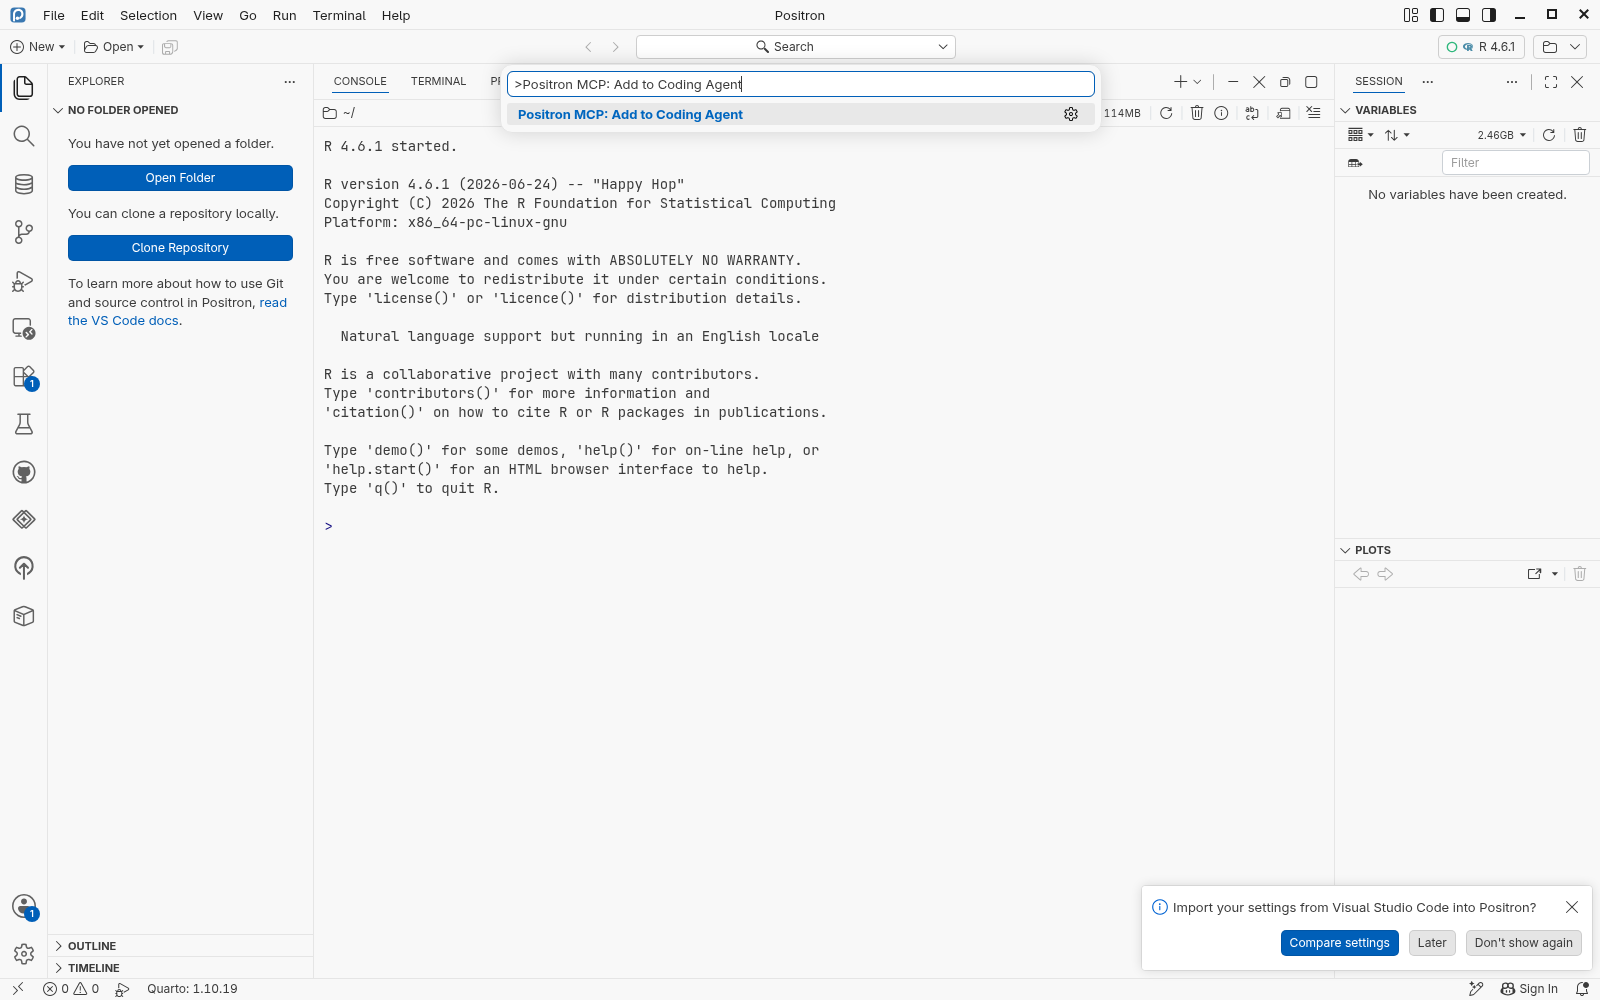 File Edit Selection View Go Run Terminal Help
Positron
New
Open
Search
R 4.6.1
EXPLORER
NO FOLDER OPENED
You have not yet opened a folder.
Open Folder
You can clone a repository locally.
Clone Repository
To learn more about how to use Git
and source control in Positron, read
the VS Code docs.
1
1
OUTLINE
TIMELINE
CONSOLE
TERMINAL
>Positron MCP: Add to Coding Agent
Positron MCP: Add to Coding Agent
~/
114MB
R 4.6.1 started.
R version 4.6.1 (2026-06-24) -- "Happy Hop"
Copyright (C) 2026 The R Foundation for Statistical Computing
Platform: x86_64-pc-linux-gnu
R is free software and comes with ABSOLUTELY NO WARRANTY.
You are welcome to redistribute it under certain conditions.
Type 'license()' or 'licence()' for distribution details.
Natural language support but running in an English locale
R is a collaborative project with many contributors.
Type 'contributors()' for more information and
'citation()' on how to cite R or R packages in publications.
Type 'demo()' for some demos, 'help()' for on-line help, or
'help.start()' for an HTML browser interface to help.
Type 'q()' to quit R.
>
SESSION
VARIABLES
2.46GB
Filter
No variables have been created.
PLOTS
Import your settings from Visual Studio Code into Positron?
Compare settings
Later
Don't show again
0 0
Quarto: 1.10.19
Sign In